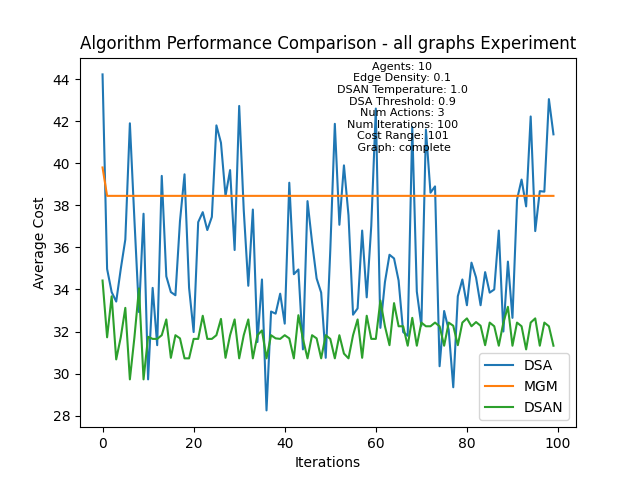 Algorithm Performance Comparison - all graphs Experiment
Agents: 10
Edge Density: 0.1
DSAN Temperature: 1.0
DSA Threshold: 0.9
Num Actions: 3
Num Iterations: 100
Cost Range: 101
Graph: complete
44
42
40
38
36
34
32
30
28
Average Cost
0
20
40
60
80
100
Iterations
DSA
MGM
DSAN